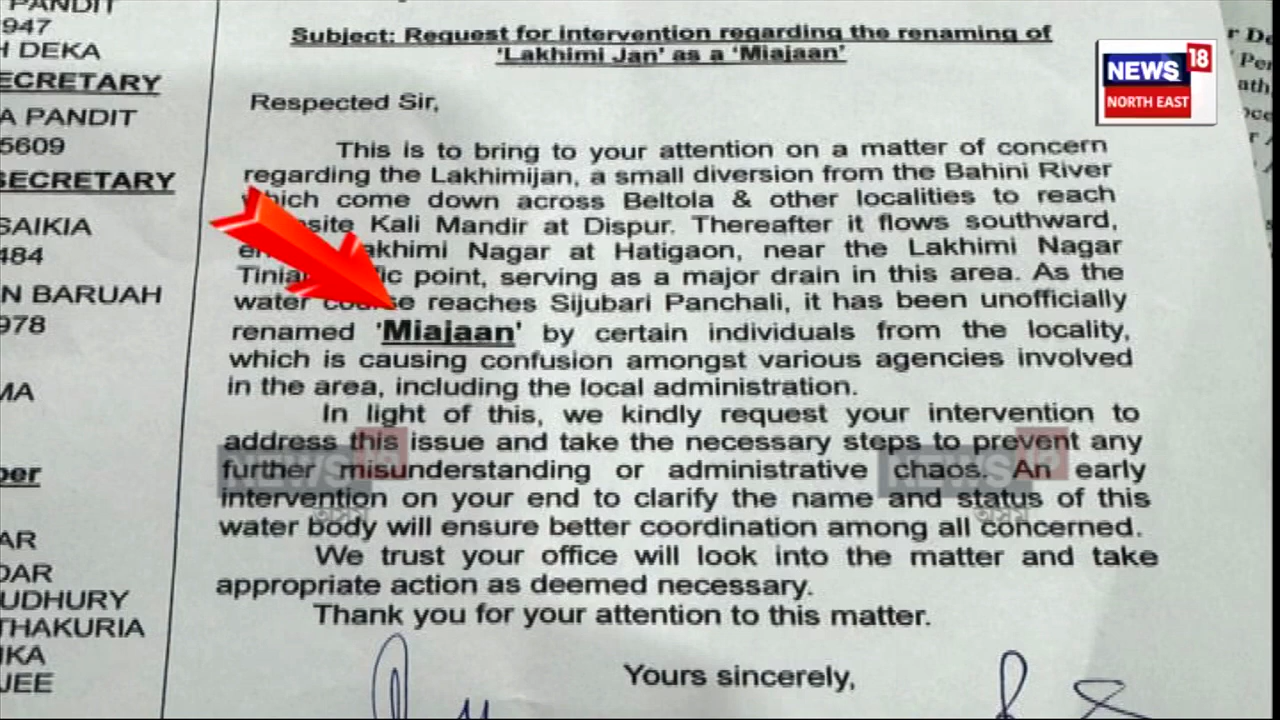 PANDIT
947
H DEKA
ECRETARY
A PANDIT
5609
SECRETARY
SAIKIA
484
N BARUAH
978
MA
AR
DAR
UDHURY
THAKURIA
IKA
JEE
Subject: Request for intervention regarding the renaming of
'Lakhimi Jan' as a 'Miajaan'
Respected Sir,
This is to bring to your attention on a matter of concern
regarding the Lakhimijan, a small diversion from the Bahini River
which come down across Beltola & other localities to reach
Kali Mandir at Dispur. Thereafter it flows southward,
Nagar at Hatigaon, near the Lakhimi Nagar
point, serving as a major drain in this area. As the
water reaches Sijubari Panchali, it has been unofficially
renamed 'Miajaan' by certain individuals from the locality,
which is causing confusion amongst various agencies involved
in the area, including the local administration.
In light of this, we kindly request your intervention to
address this issue and take the necessary steps to prevent any
further misunderstanding or administrative chaos. An early
intervention on your end to clarify the name and status of this
water body will ensure better coordination among all concerned.
We trust your office will look into the matter and take
appropriate action as deemed necessary.
Thank you for your attention to this matter.
Yours sincerely,
NEWS 18
NORTH EAST
NEWS 18
NEWS 18